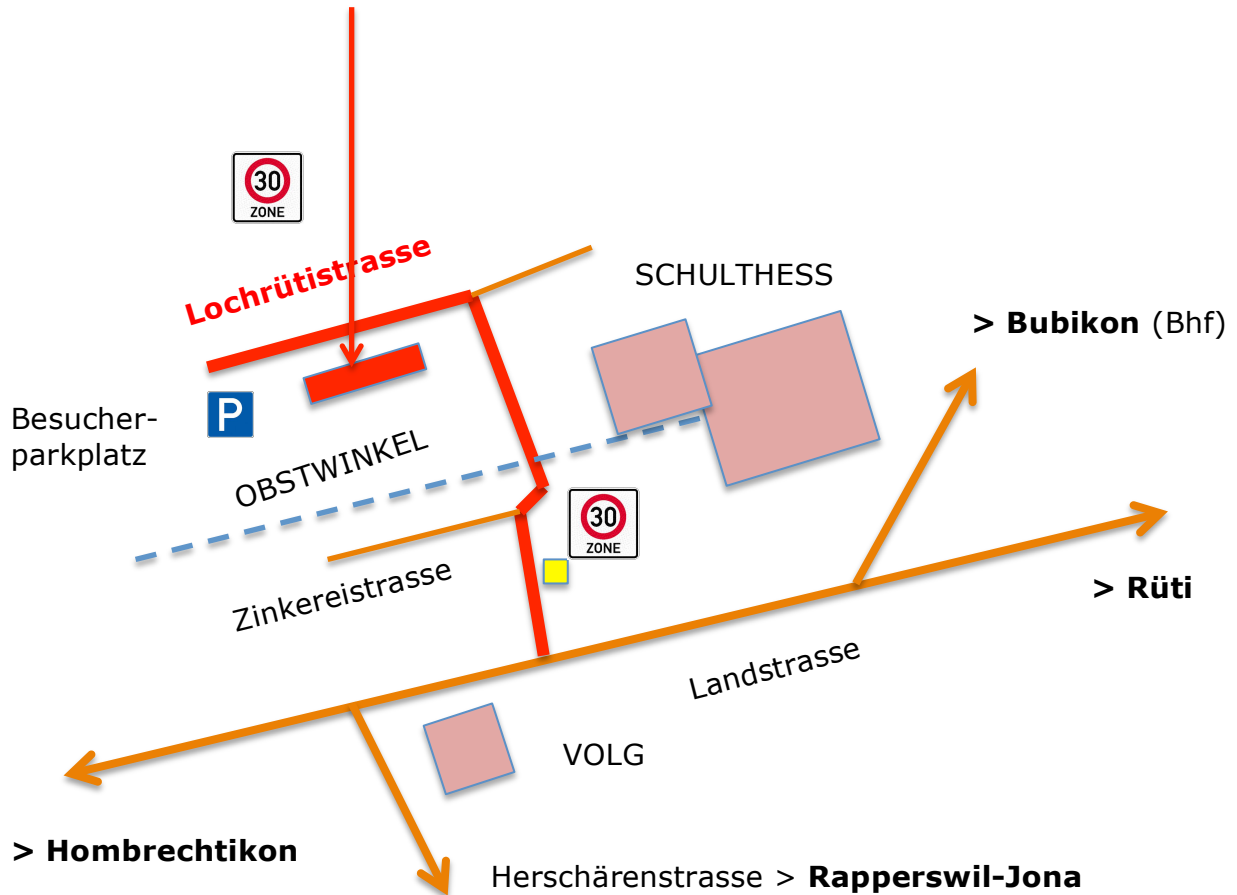 30
ZONE
Lochrütistrasse
SCHULTHESS
> Bubikon (Bhf)
P
Besucher-
parkplatz
OBSTWINKEL
30
ZONE
Zinkereistrasse
> Rüti
Landstrasse
VOLG
> Hombrechtikon
Herschärenstrasse > Rapperswil-Jona